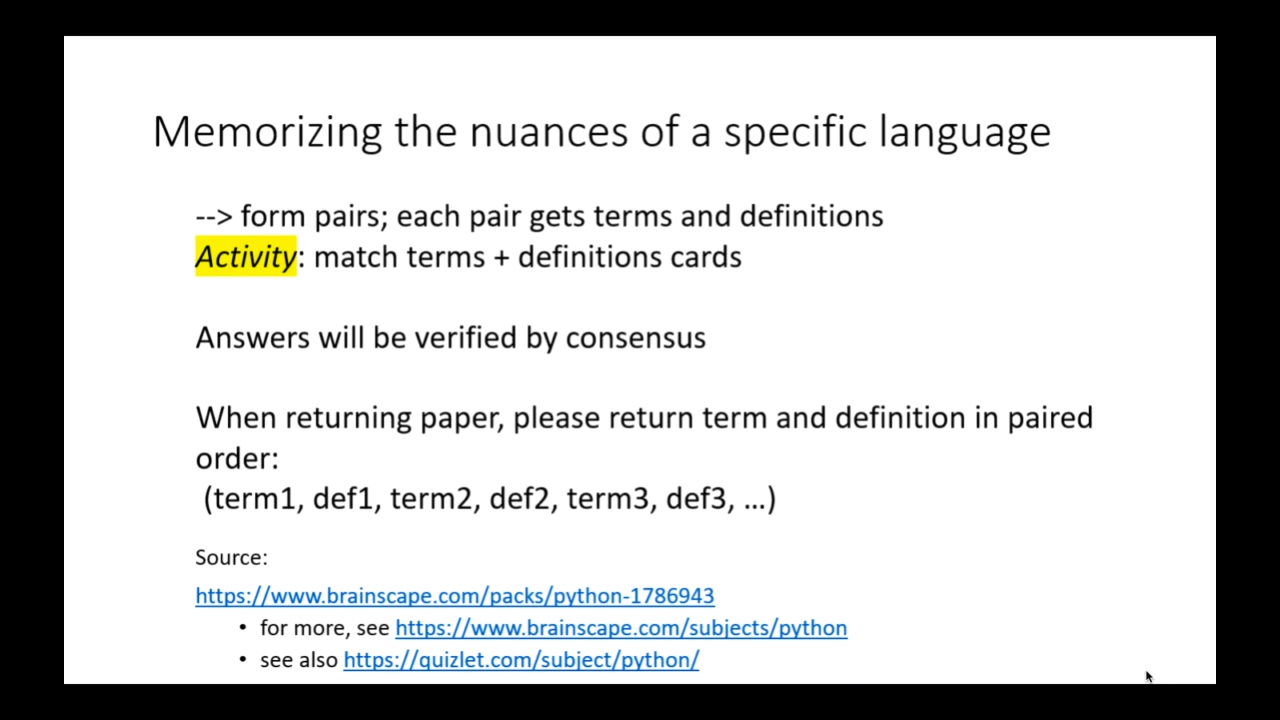 Memorizing the nuances of a specific language
--> form pairs; each pair gets terms and definitions
Activity: match terms + definitions cards
Answers will be verified by consensus
When returning paper, please return term and definition in paired
order:
(term1, def1, term2, def2, term3, def3, ...)
Source:
https://www.brainscape.com/packs/python-1786943
• for more, see https://www.brainscape.com/subjects/python
• see also https://quizlet.com/subject/python/